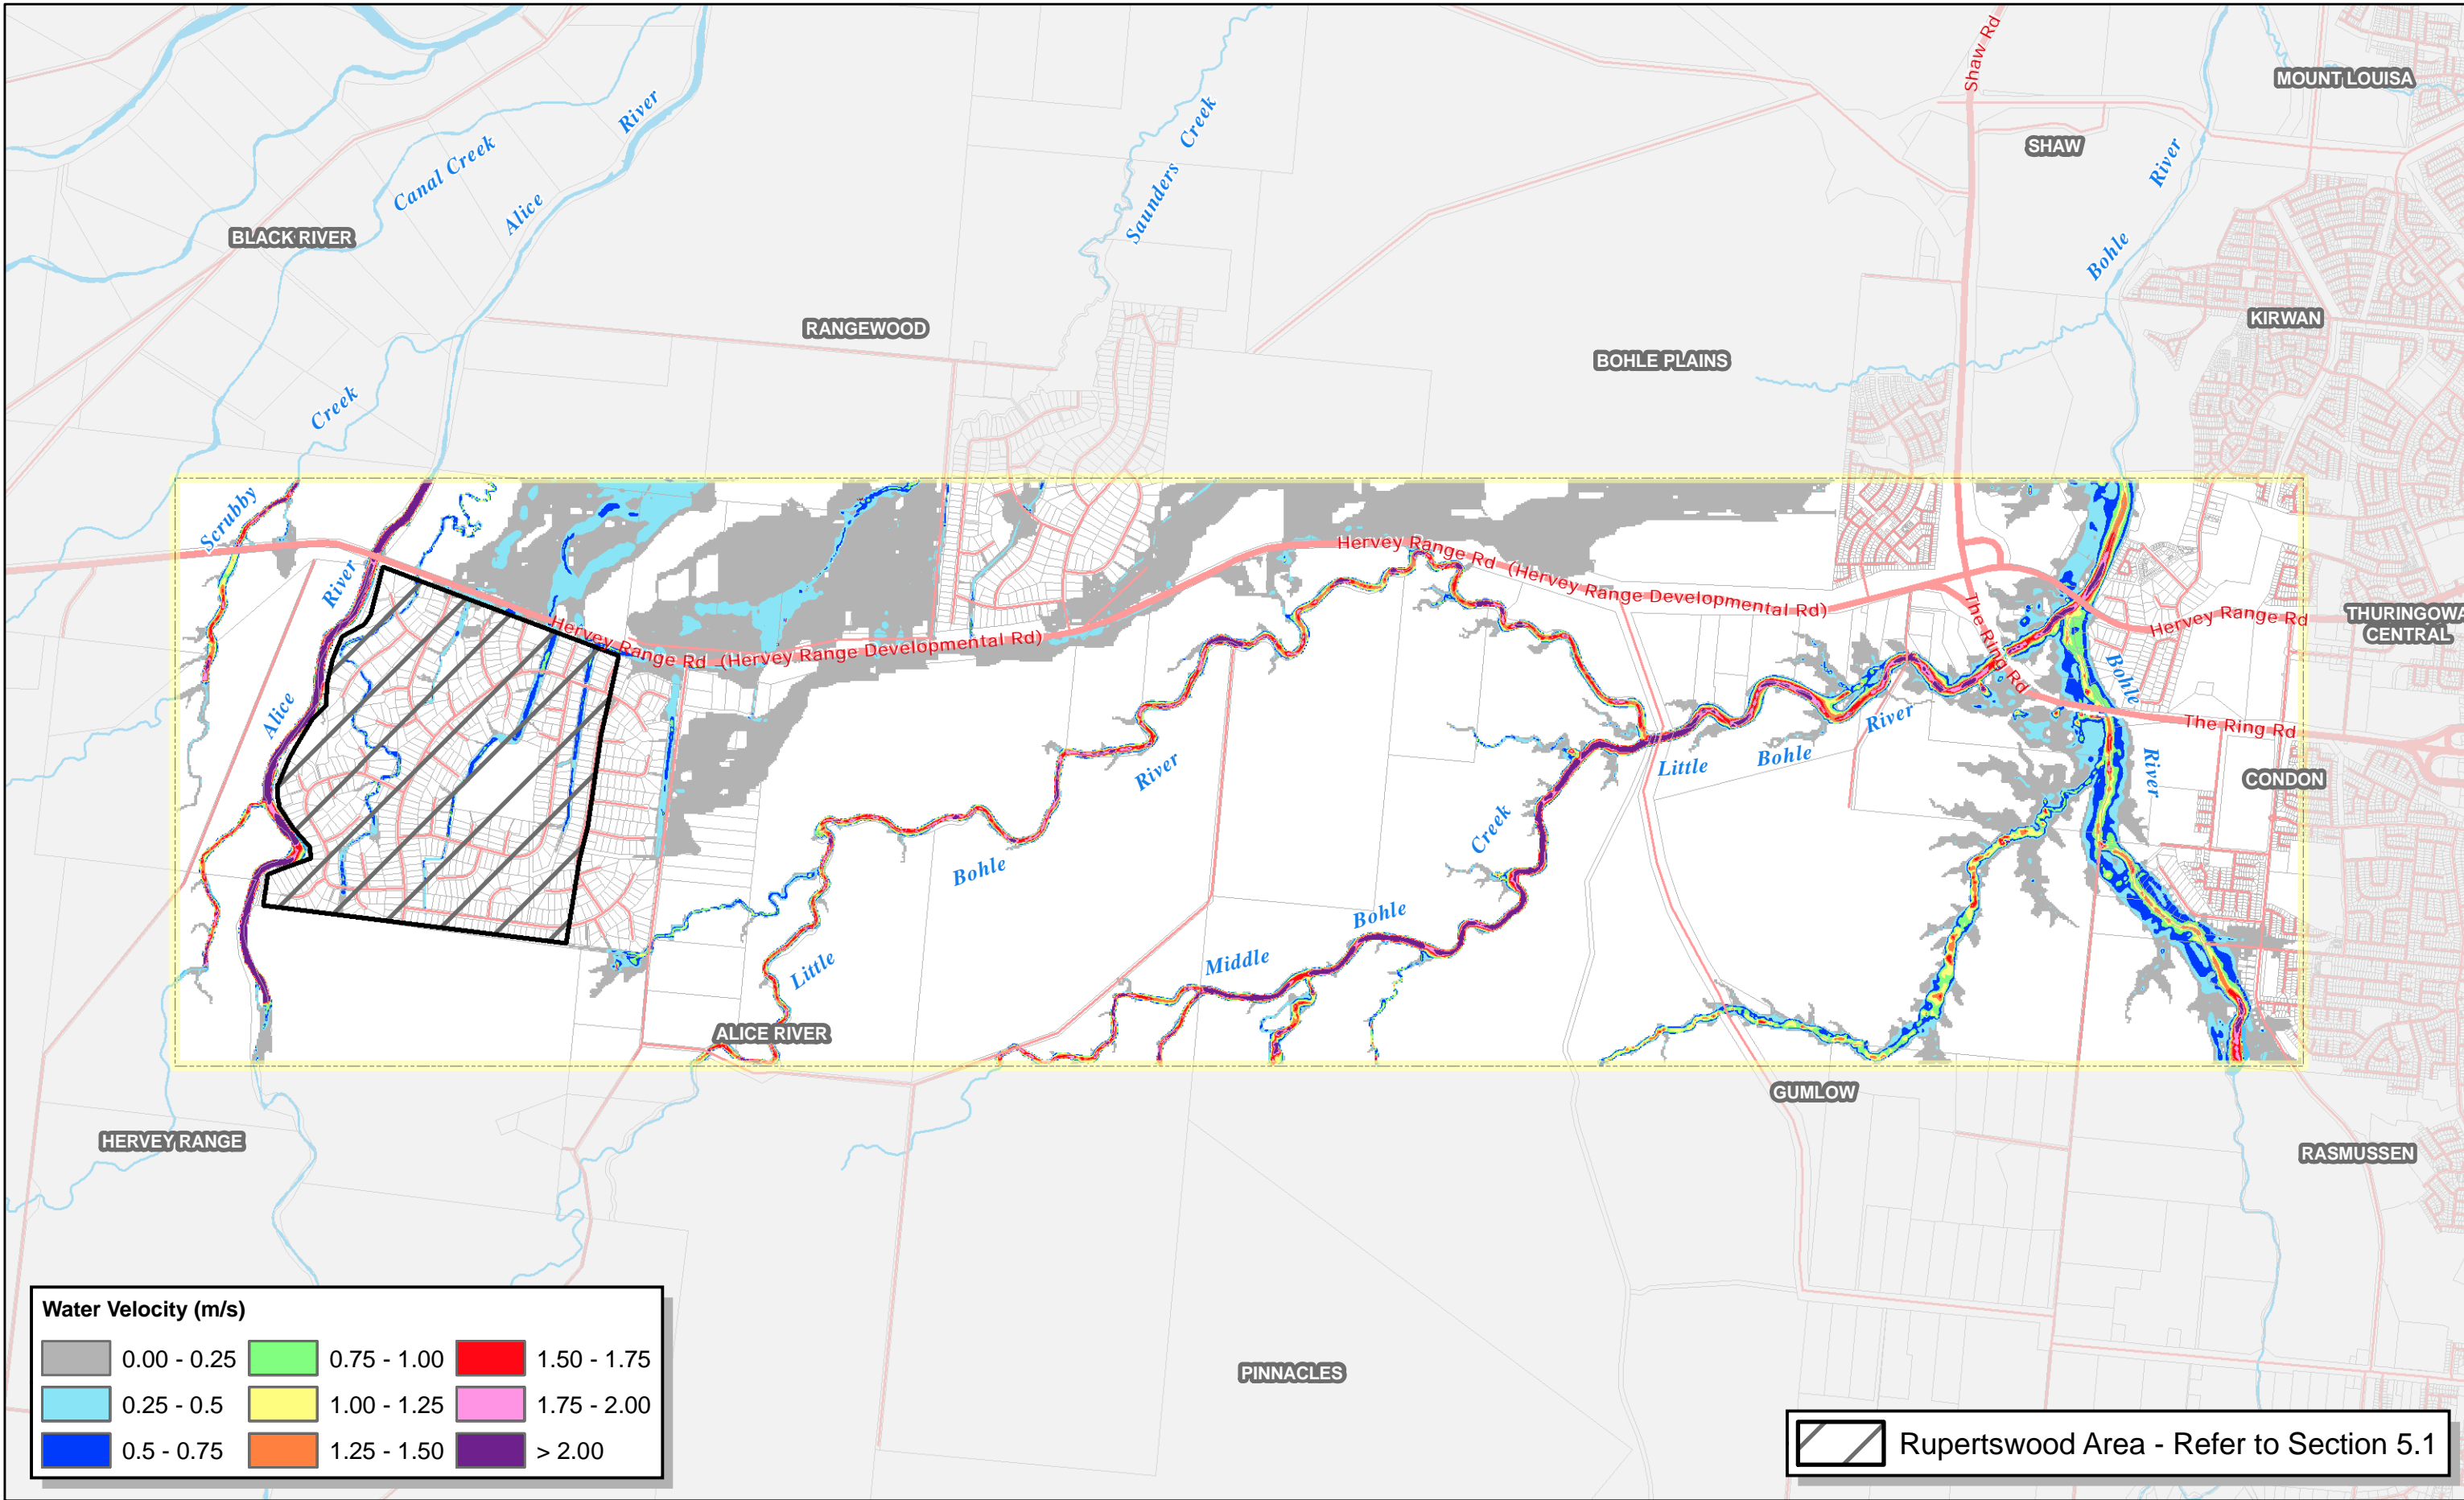 Shaw Rd
MOUNT LOUISA
SHAW
River
Canal Creek
River
Saunders Creek
Alice
BLACK RIVER
Bohle
RANGEWOOD
KIRWAN
BOHLE PLAINS
Creek
Scrubby
River
Hervey Range Rd (Hervey Range Developmental Rd)
Hervey Range Rd (Hervey Range Developmental Rd)
The Ring Rd
Hervey Range Rd
THURINGOWA
CENTRAL
Alice
Bohle
River
The Ring Rd
River
River
Little Bohle
CONDON
Creek
Bohle
Bohle
Middle
Little
ALICE RIVER
GUMLOW
HERVEY RANGE
RASMUSSEN
PINNACLES
Water Velocity (m/s)
0.00 - 0.25 0.75 - 1.00 1.50 - 1.75
0.25 - 0.5 1.00 - 1.25 1.75 - 2.00
0.5 - 0.75 1.25 - 1.50 > 2.00
Rupertswood Area - Refer to Section 5.1